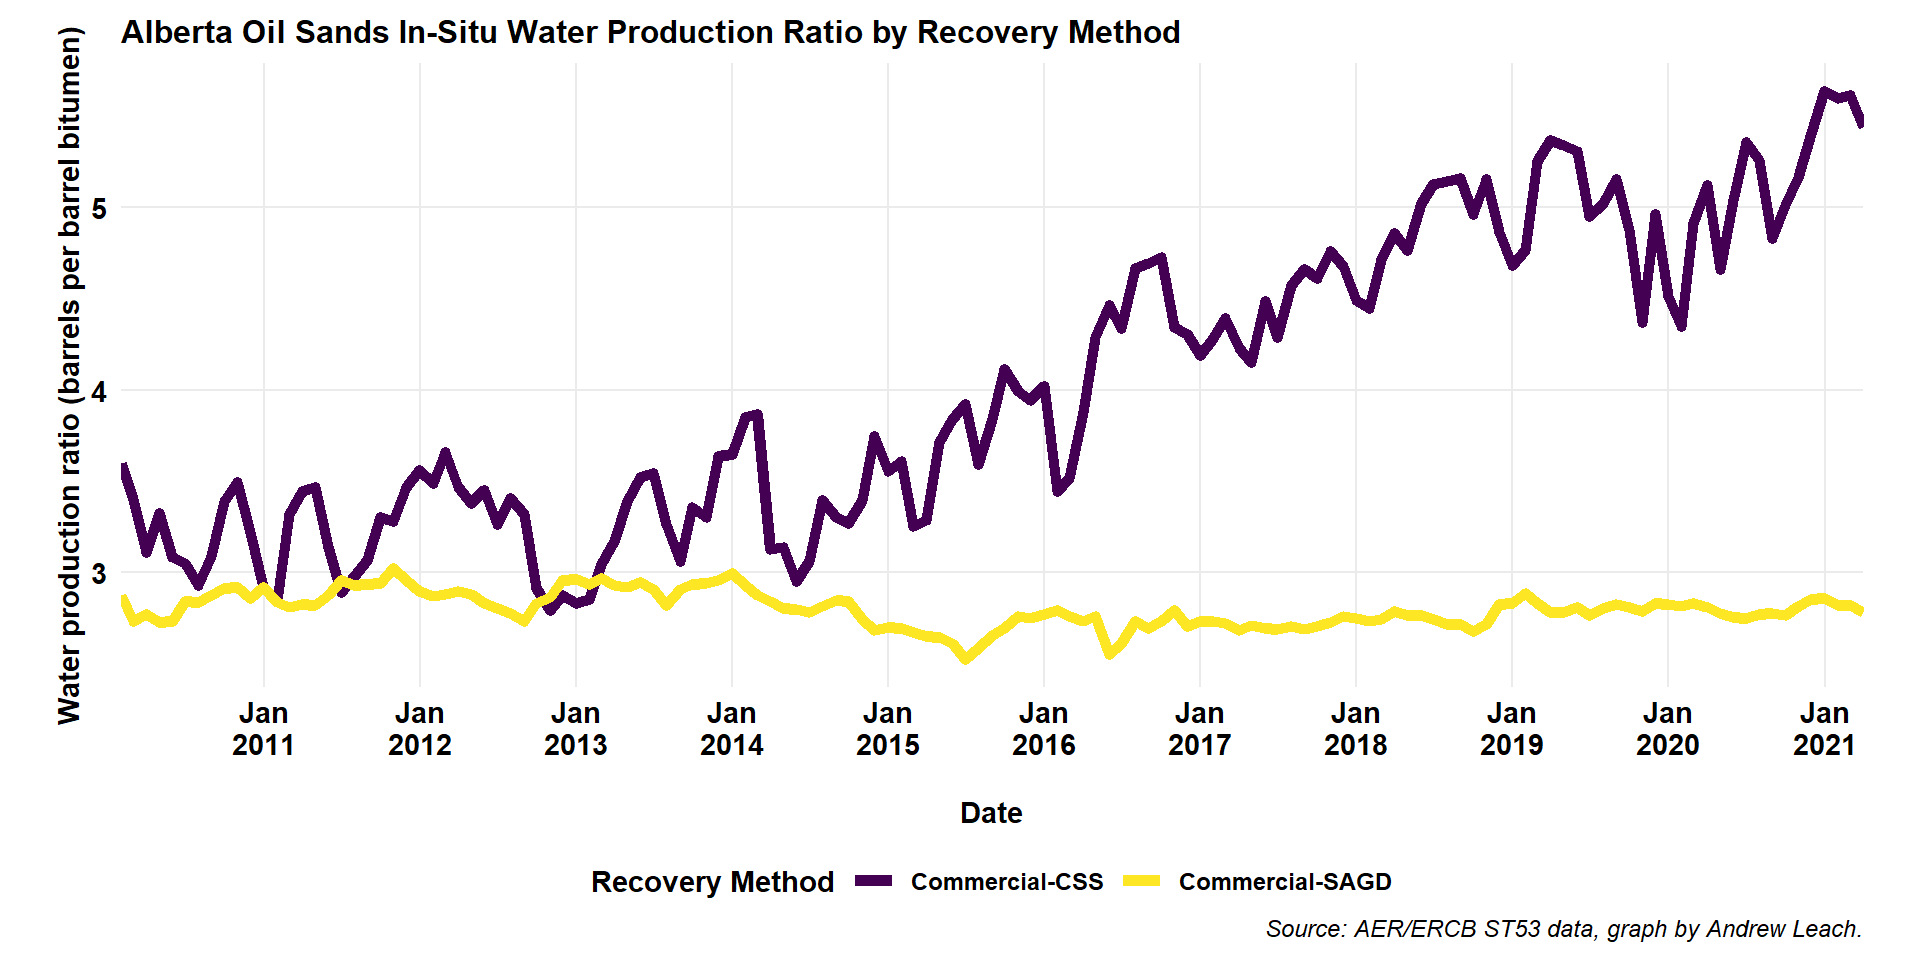 Alberta Oil Sands In-Situ Water Production Ratio by Recovery Method
Water production ratio (barrels per barrel bitumen)
5
4
3
Jan
2011
Jan
2012
Jan
2013
Jan
2014
Jan
2015
Jan
2016
Jan
2017
Jan
2018
Jan
2019
Jan
2020
Jan
2021
Date
Recovery Method Commercial-CSS Commercial-SAGD
Source: AER/ERCB ST53 data, graph by Andrew Leach.